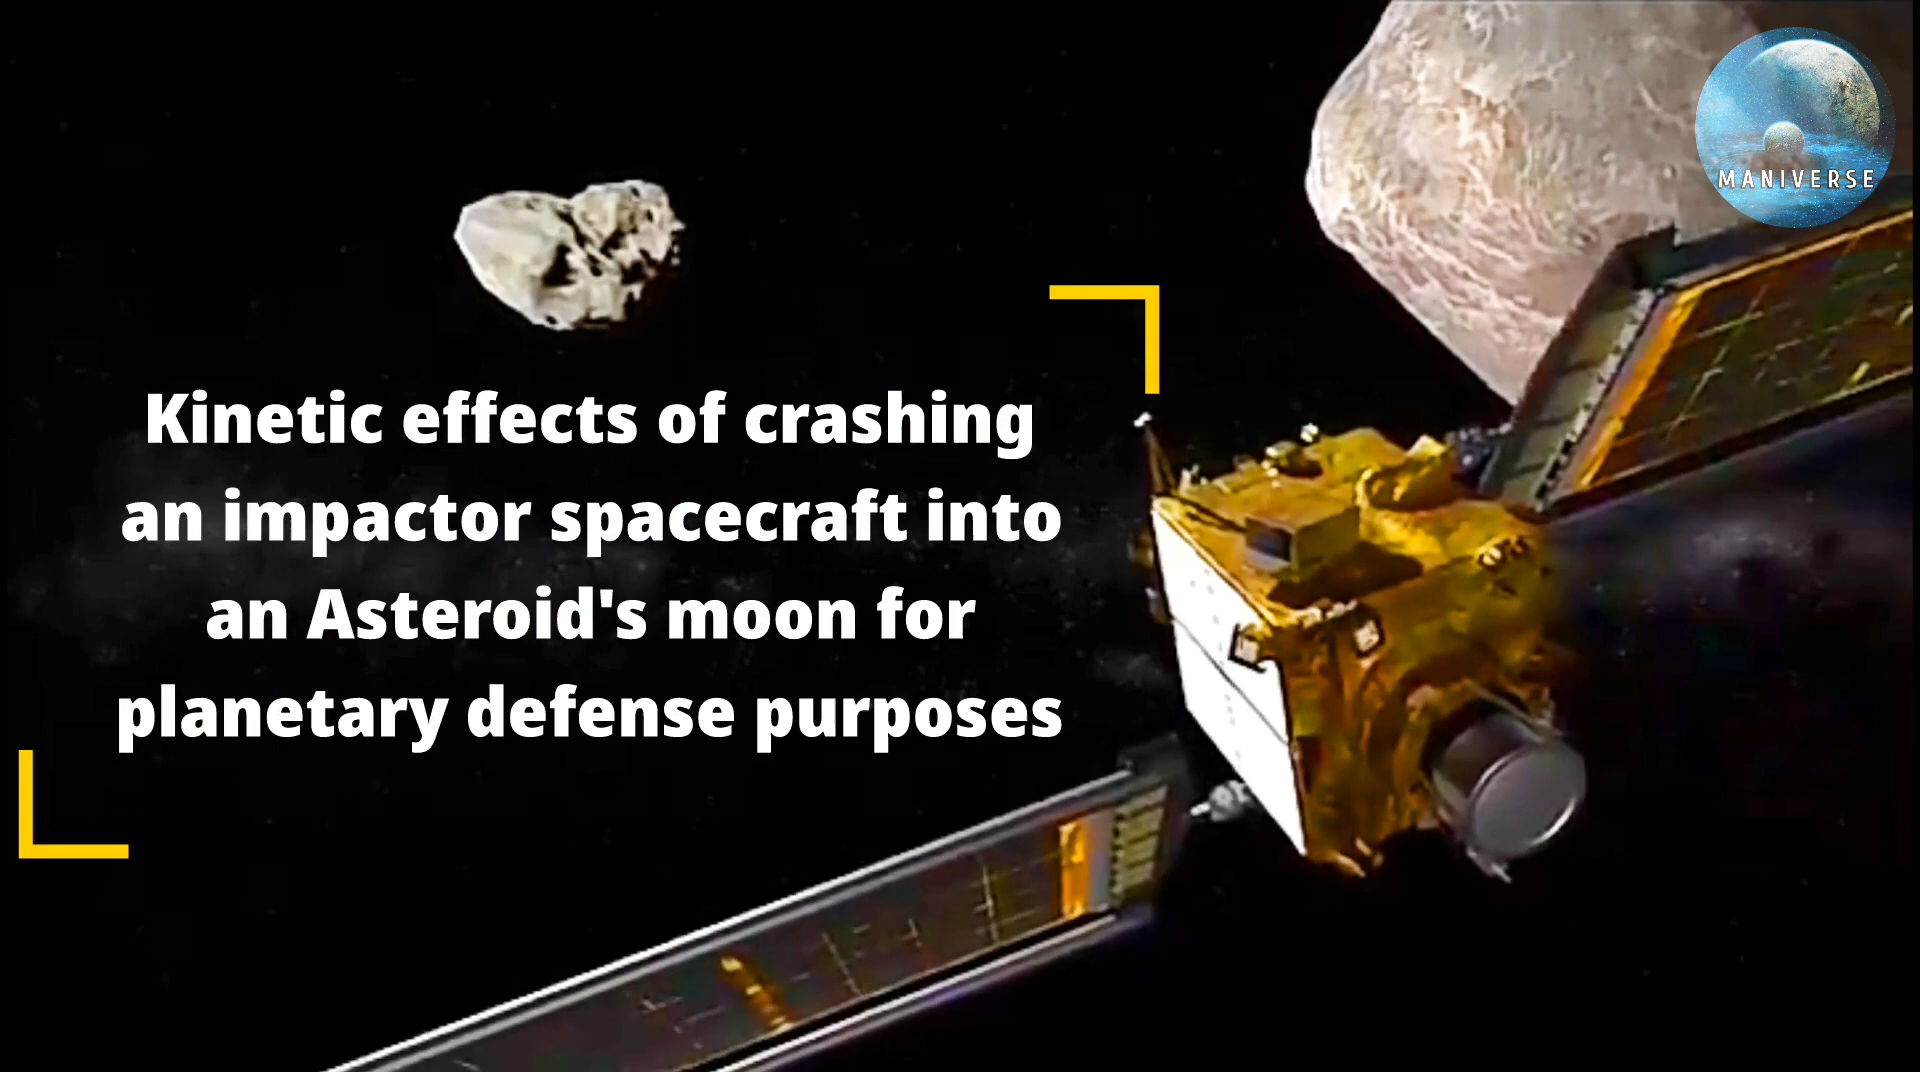 MANIVERSE
Kinetic effects of crashing
an impactor spacecraft into
an Asteroid's moon for
planetary defense purposes